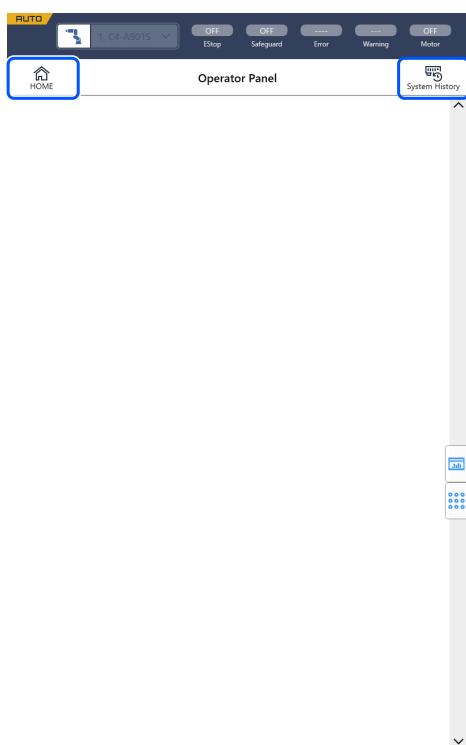 AUTO
1. C4-A901S
OFF OFF ---- ---- OFF
EStop Safeguard Error Warning Motor
HOME
Operator Panel
System History